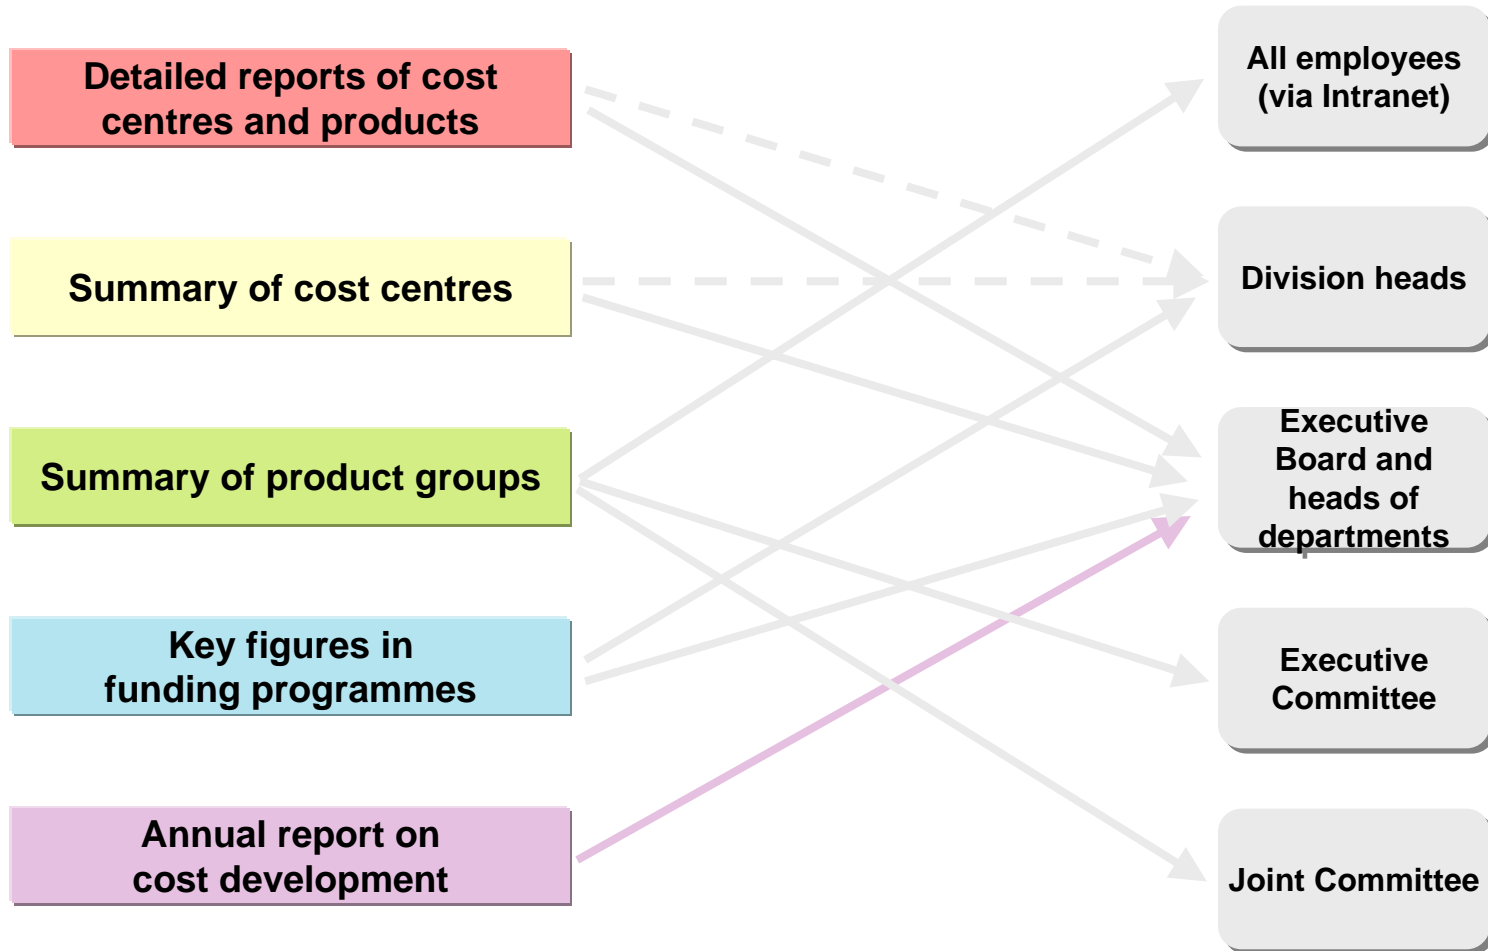 Detailed reports of cost
centres and products
Summary of cost centres
Summary of product groups
Key figures in
funding programmes
Annual report on
cost development
All employees
(via Intranet)
Division heads
Executive
Board and
heads of
departments
Executive
Committee
Joint Committee